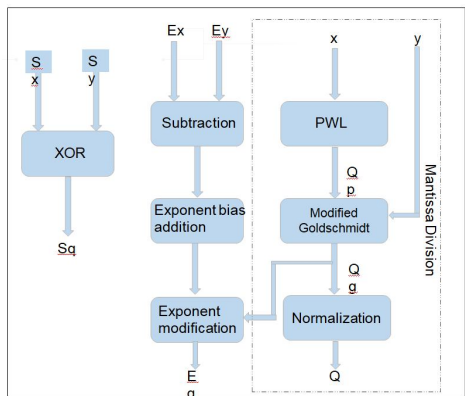 Ex
Ey
x
y
S
x
S
y
Subtraction
PWL
XOR
Q
p
Mantissa Division
Exponent bias
addition
Modified
Goldschmidt
Sq
Q
g
Exponent
modification
Normalization
E
Q